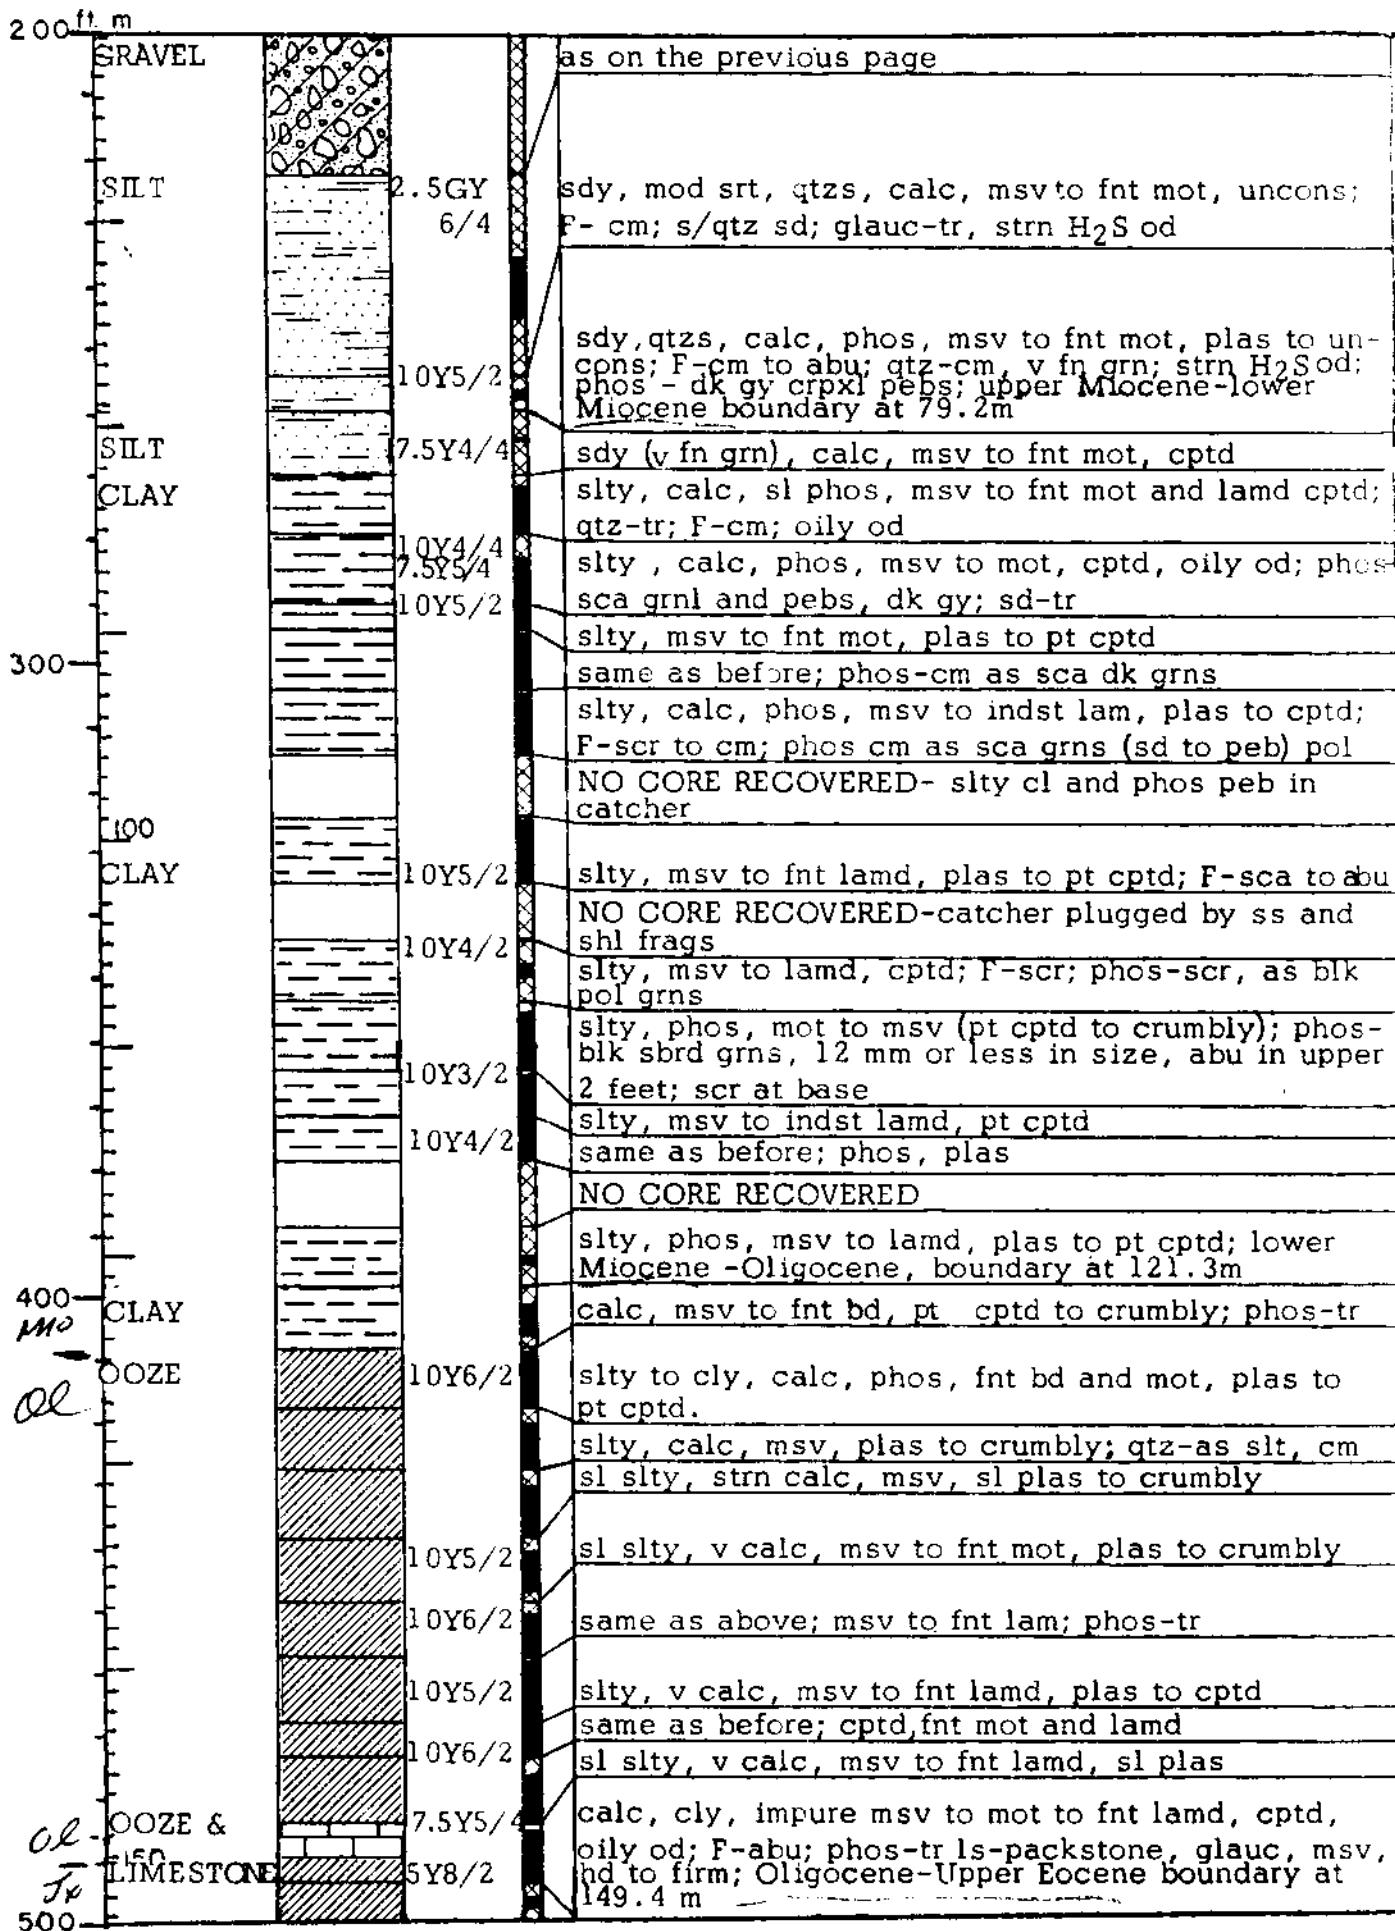 ft m
200
GRAVEL
as on the previous page
SILT
2.5GY
6/4
sdy, mod srt, qtzs, calc, msv to fnt mot, uncons;
F- cm; s/qtz sd; glauc-tr, strn H2S od
10Y5/2
sdy, qtzs, calc, phos, msv to fnt mot, plas to un-
cons; F-cm to abu; qtz-cm, v fn grn; strn H2S od;
phos - dk gy crpxl pebs; upper Miocene-lower
Miocene boundary at 79.2m
SILT
7.5Y4/4
sdy (v fn grn), calc, msv to fnt mot, cptd
CLAY
slty, calc, sl phos, msv to fnt mot and lamd cptd;
qtz-tr; F-cm; oily od
10Y4/4
7.5Y5/4
slty, calc, phos, msv to mot, cptd, oily od; phos-
10Y5/2
sca grnl and pebs, dk gy; sd-tr
slty, msv to fnt mot, plas to pt cptd
300
same as before; phos-cm as sca dk grns
slty, calc, phos, msv to indst lam, plas to cptd;
F-scr to cm; phos cm as sca grns (sd to peb) pol
NO CORE RECOVERED- slty cl and phos peb in
catcher
100
CLAY
10Y5/2
slty, msv to fnt lamd, plas to pt cptd; F-sca to abu
NO CORE RECOVERED-catcher plugged by ss and
shl frags
10Y4/2
slty, msv to lamd, cptd; F-scr; phos-scr, as blk
pol grns
slty, phos, mot to msv (pt cptd to crumbly); phos-
blk sbrd grns, 12 mm or less in size, abu in upper
10Y3/2
2 feet; scr at base
slty, msv to indst lamd, pt cptd
10Y4/2
same as before; phos, plas
NO CORE RECOVERED
slty, phos, msv to lamd, plas to pt cptd; lower
Miocene -Oligocene, boundary at 121.3m
400
CLAY
calc, msv to fnt bd, pt cptd to crumbly; phos-tr
OOZE
Ol
10Y6/2
slty to cly, calc, phos, fnt bd and mot, plas to
pt cptd.
slty, calc, msv, plas to crumbly; qtz-as slt, cm
sl slty, strn calc, msv, sl plas to crumbly
10Y5/2
sl slty, v calc, msv to fnt mot, plas to crumbly
10Y6/2
same as above; msv to fnt lam; phos-tr
10Y5/2
slty, v calc, msv to fnt lamd, plas to cptd
same as before; cptd, fnt mot and lamd
10Y6/2
sl slty, v calc, msv to fnt lamd, sl plas
Ol
OOZE &
7.5Y5/4
calc, cly, impure msv to mot to fnt lamd, cptd,
oily od; F-abu; phos-tr ls-packstone, glauc, msv,
150
LIMESTONE
5Y8/2
hd to firm; Oligocene-Upper Eocene boundary at
149.4 m
500